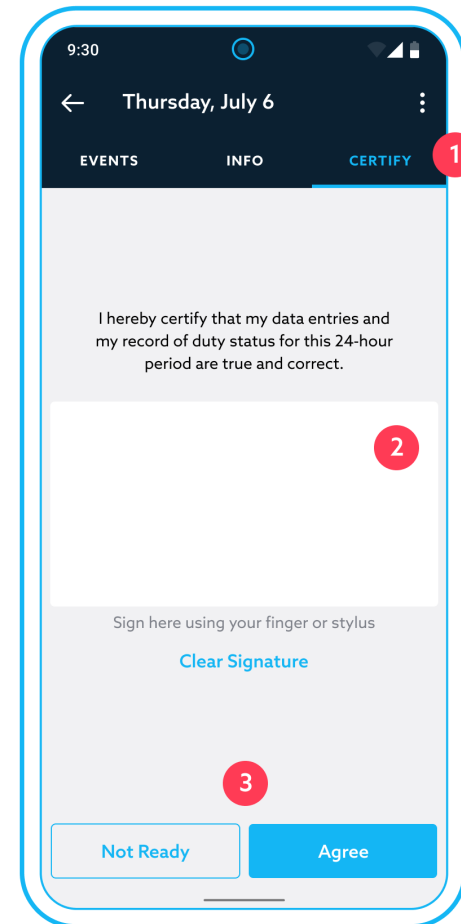 9:30
Thursday, July 6
EVENTS INFO CERTIFY
1
I hereby certify that my data entries and
my record of duty status for this 24-hour
period are true and correct.
2
Sign here using your finger or stylus
Clear Signature
3
Not Ready Agree